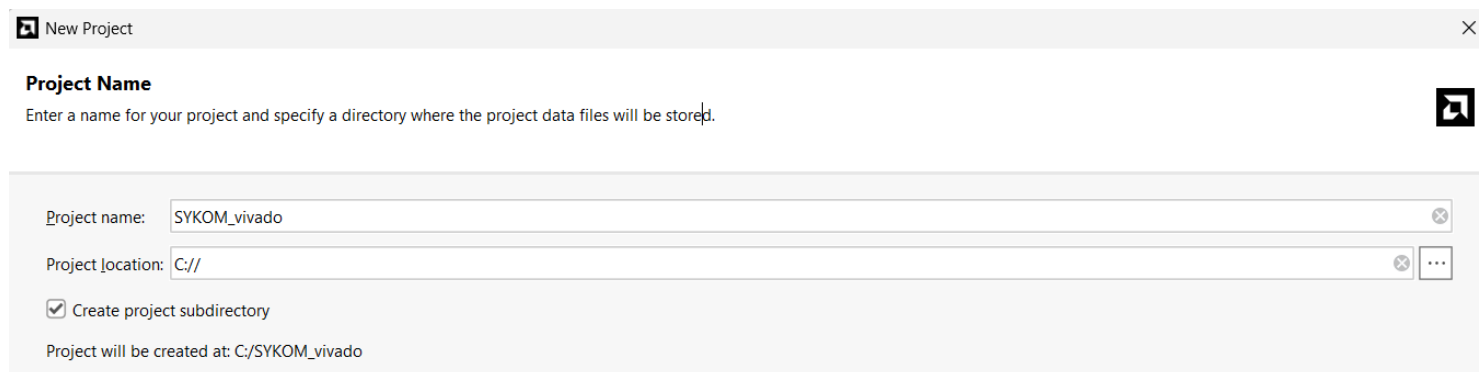 New Project
Project Name
Enter a name for your project and specify a directory where the project data files will be stored.
Project name: SYKOM_vivado
Project location: C://
Create project subdirectory
Project will be created at: C:/SYKOM_vivado